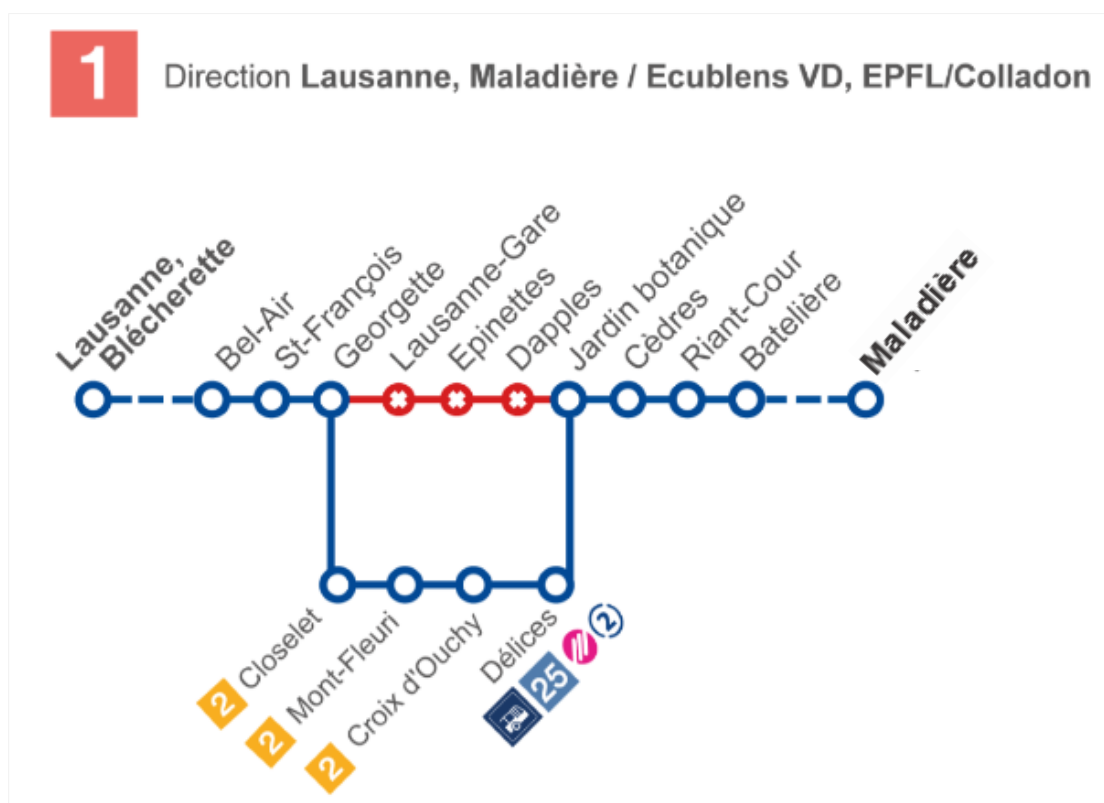 1
Direction Lausanne, Maladière / Ecublens VD, EPFL/Colladon
Lausanne,
Blécherette
Bel-Air
St-François
Georgette
Lausanne-Gare
Epinettes
Dapples
Jardin botanique
Cèdres
Riant-Cour
Batelière
Maladière
2 Closelet
2 Mont-Fleuri
2 Croix d'Ouchy
Délices
25
2